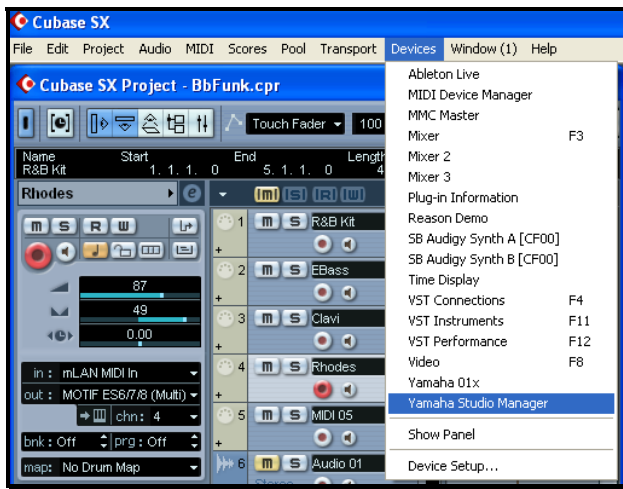 Cubase SX
File Edit Project Audio MIDI Scores Pool Transport Devices Window (1) Help
Cubase SX Project - BbFunk.cpr
Touch Fader 100
Name Start End Length
R&B Kit 1. 1. 1. 0 5. 1. 1. 0 4
Rhodes
m S R W
87
49
0.00
in : mLAN MIDI In
out : MOTIF ES6/7/8 (Multi)
chn : 4
bnk : Off prg : Off
map: No Drum Map
[m] [S] [R] [W]
1 m S R&B Kit
2 m S EBass
3 m S Clavi
4 m S Rhodes
5 m S MIDI 05
6 m S Audio 01
Stereo
Ableton Live
MIDI Device Manager
MMC Master
Mixer F3
Mixer 2
Mixer 3
Plug-in Information
Reason Demo
SB Audigy Synth A [CF00]
SB Audigy Synth B [CF00]
Time Display
VST Connections F4
VST Instruments F11
VST Performance F12
Video F8
Yamaha 01x
Yamaha Studio Manager
Show Panel
Device Setup...